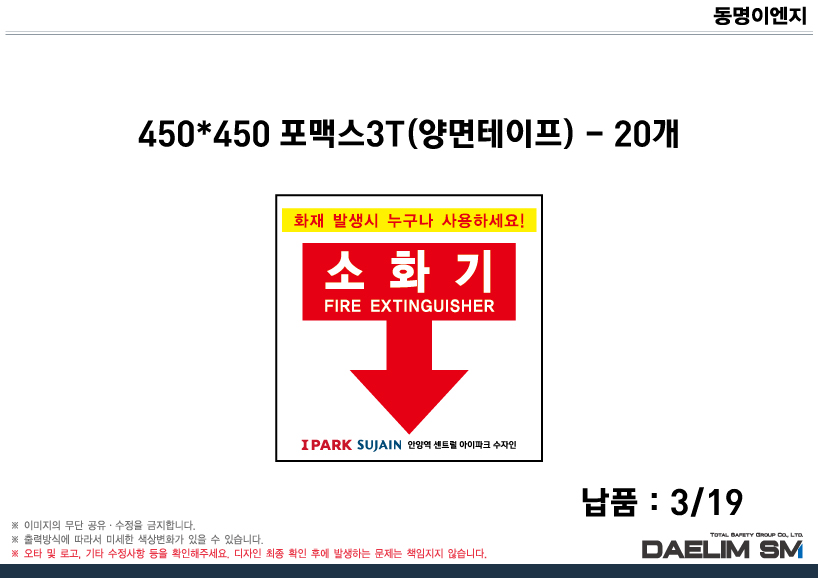 동명이엔지
450*450 포맥스3T(양면테이프) - 20개
화재 발생시 누구나 사용하세요!
소 화 기
FIRE EXTINGUISHER
IPARK SUJAIN 안양역 센트럴 아이파크 수자인
납품 : 3/19
※ 이미지의 무단 공유·수정을 금지합니다.
※ 출력방식에 따라서 미세한 색상변화가 있을 수 있습니다.
※ 오타 및 로고, 기타 수정사항 등을 확인해주세요. 디자인 최종 확인 후에 발생하는 문제는 책임지지 않습니다.
TOTAL SAFETY GROUP CO., LTD.
DAELIM SM